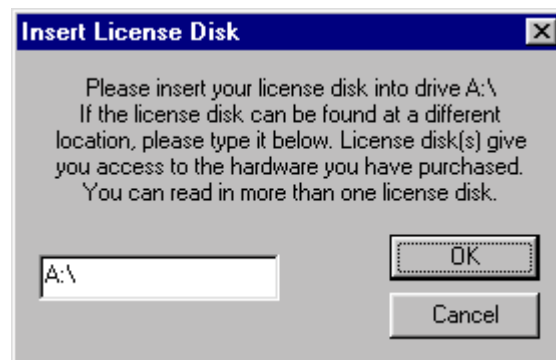 Insert License Disk
Please insert your license disk into drive A:\
If the license disk can be found at a different
location, please type it below. License disk(s) give
you access to the hardware you have purchased.
You can read in more than one license disk.
A:\
OK
Cancel